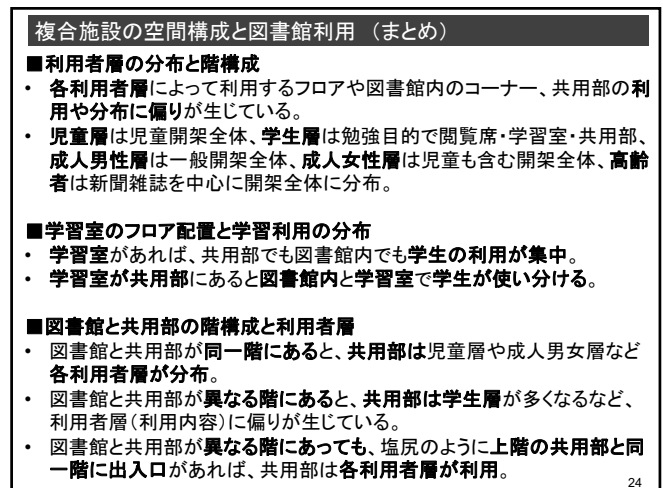 複合施設の空間構成と図書館利用 （まとめ）
■利用者層の分布と階構成
• 各利用者層によって利用するフロアや図書館内のコーナー、共用部の利
用や分布に偏りが生じている。
• 児童層は児童開架全体、学生層は勉強目的で閲覧席・学習室・共用部、
成人男性層は一般開架全体、成人女性層は児童も含む開架全体、高齢
者は新聞雑誌を中心に開架全体に分布。
■学習室のフロア配置と学習利用の分布
• 学習室があれば、共用部でも図書館内でも学生の利用が集中。
• 学習室が共用部にあると図書館内と学習室で学生が使い分ける。
■図書館と共用部の階構成と利用者層
• 図書館と共用部が同一階にあると、共用部は児童層や成人男女層など
各利用者層が分布。
• 図書館と共用部が異なる階にあると、共用部は学生層が多くなるなど、
利用者層（利用内容）に偏りが生じている。
• 図書館と共用部が異なる階にあっても、塩尻のように上階の共用部と同
一階に出入口があれば、共用部は各利用者層が利用。
24